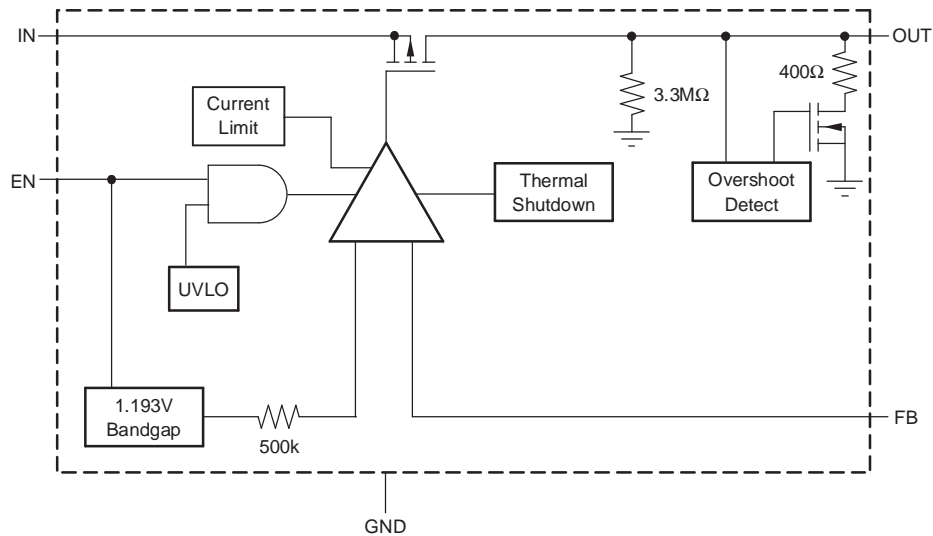 IN
OUT
400Ω
3.3MΩ
Current
Limit
EN
Thermal
Shutdown
Overshoot
Detect
UVLO
1.193V
Bandgap
500k
FB
GND